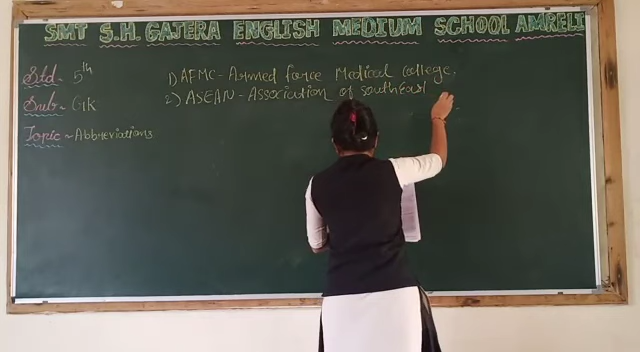 SMT S.H. GAJERA ENGLISH MEDIUM SCHOOL AMRELI
Std - 5th
Sub - GK
Topic - Abbreviations
1) AFMC - Armed force Medical College.
2) ASEAN - Association of southEast